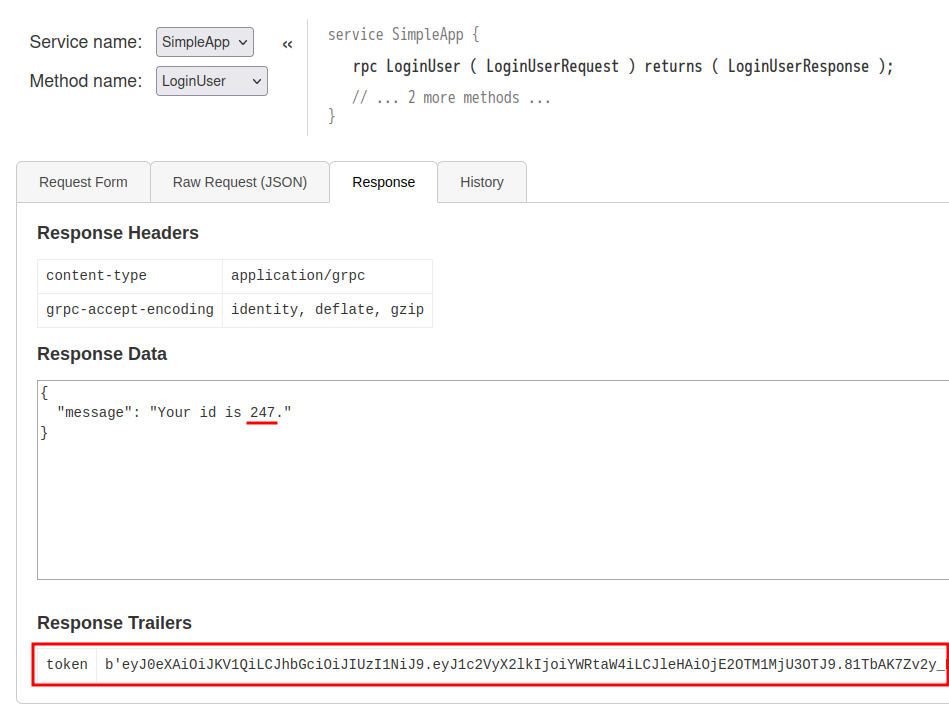 Service name: SimpleApp «
Method name: LoginUser
service SimpleApp {
rpc LoginUser ( LoginUserRequest ) returns ( LoginUserResponse );
// ... 2 more methods ...
}
Request Form Raw Request (JSON) Response History
Response Headers
content-type application/grpc
grpc-accept-encoding identity, deflate, gzip
Response Data
{
"message": "Your id is 247."
}
Response Trailers
token b'eyJ0eXAiOiJKV1QiLCJhbGciOiJIUzI1NiJ9.eyJ1c2VyX2lkIjoiYWRtaW4iLCJleHAiOjE2OTM1MjU3OTJ9.81TbAK7Zv2y_